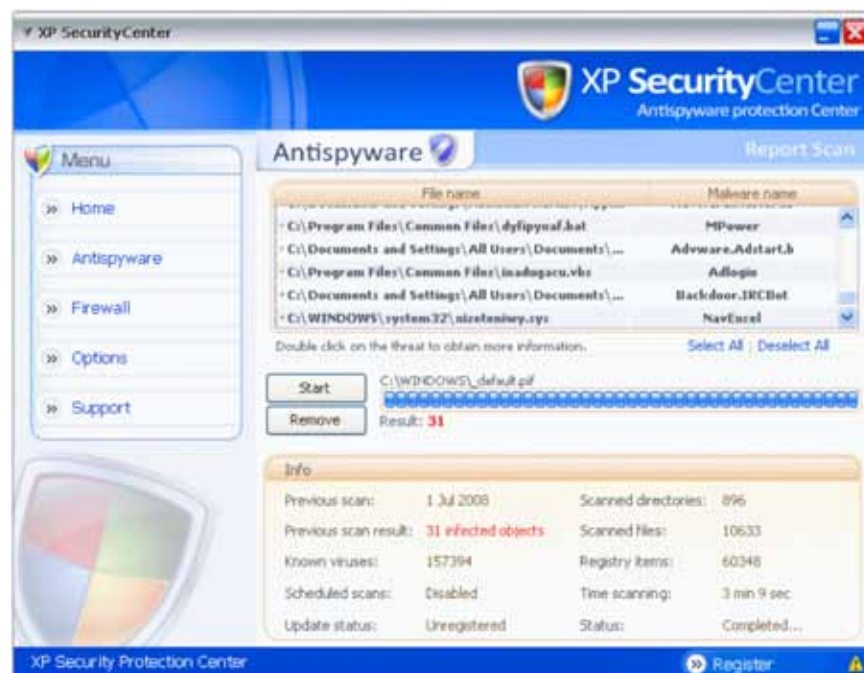 XP SecurityCenter
XP SecurityCenter
Antispyware protection Center
Menu
Home
Antispyware
Firewall
Options
Support
Antispyware
Report Scan
File name Malware name
C:\Program Files\Common Files\dyfipynaf.bat MPower
C:\Documents and Settings\All Users\Documents\... Advware.Adstart.b
C:\Program Files\Common Files\inadogacu.vbs Adlogin
C:\Documents and Settings\All Users\Documents\... Backdoor.IRCBot
C:\WINDOWS\system32\niceteniwy.sys NavExcel
Double click on the threat to obtain more information. Select All | Deselect All
Start
C:\WINDOWS\_default.pif
Remove
Result: 31
Info
Previous scan: 1 Jul 2008 Scanned directories: 896
Previous scan result: 31 infected objects Scanned files: 10633
Known viruses: 157394 Registry items: 60348
Scheduled scans: Disabled Time scanning: 3 min 9 sec
Update status: Unregistered Status: Completed...
XP Security Protection Center
Register